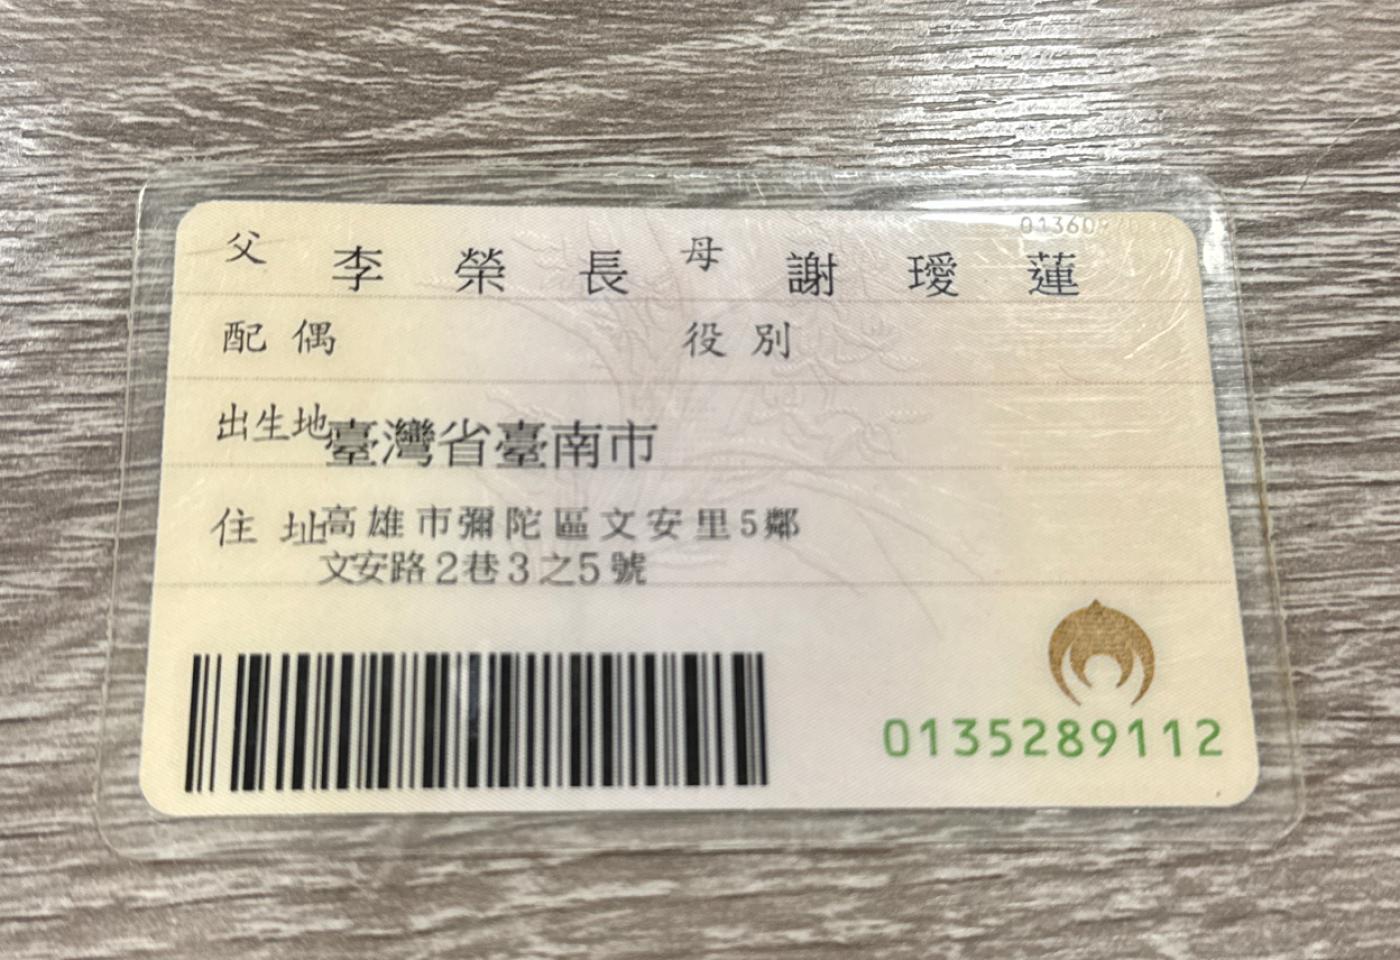 父 李榮長 母 謝璦蓮
配偶 役別
出生地 臺灣省臺南市
住址 高雄市彌陀區文安里5鄰
文安路2巷3之5號
0135289112